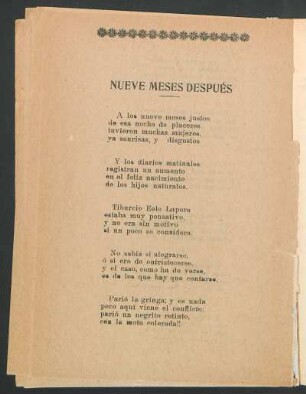 NUEVE MESES DESPUÉS
A los nueve meses justos
de esa noche de placeres
tuvieron muchas mujeres
ya sonrisas, y disgustos
Y los diarios matinales
registran un aumento
en el feliz nacimiento
de los hijos naturales.
Tiburcio Eolo Lapera
estaba muy pensativo,
y no era sin motivo
si un poco se considera.
No sabía si alegrarse,
ó si era de entristecerse,
y el caso, como ha de verse,
es de los que hay que contarse.
Parió la gringa; y es nada
pero aquí viene el conflicto:
parió un negrito retinto,
con la mota colorada!!